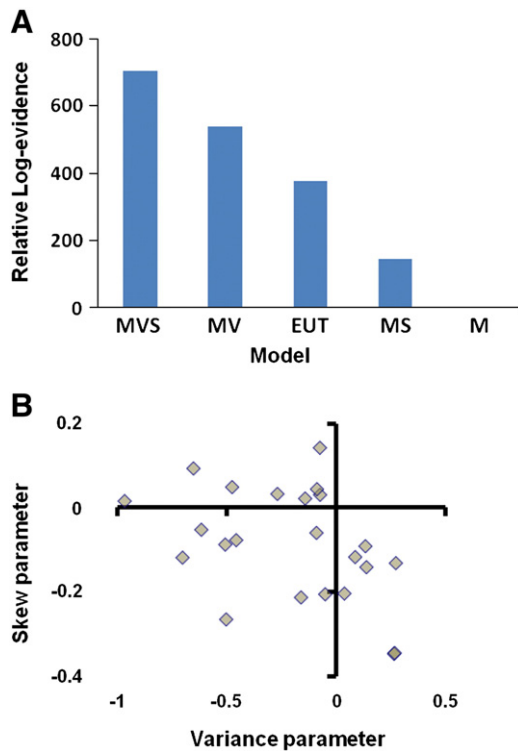 A
800
600
400
200
0
Relative Log-evidence
MVS MV EUT MS M
Model
B
0.2
0
-0.2
-0.4
Skew parameter
-1 -0.5 0 0.5
Variance parameter